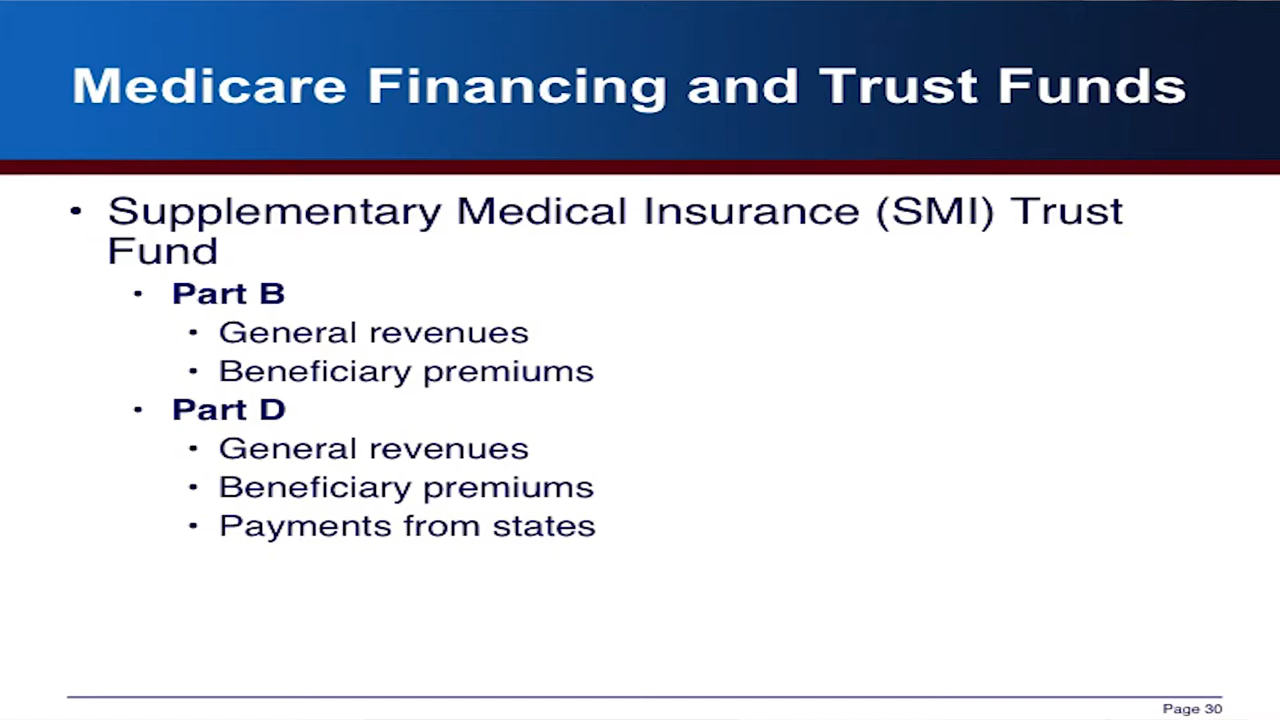 Medicare Financing and Trust Funds
• Supplementary Medical Insurance (SMI) Trust
Fund
• Part B
• General revenues
• Beneficiary premiums
• Part D
• General revenues
• Beneficiary premiums
• Payments from states
Page 30